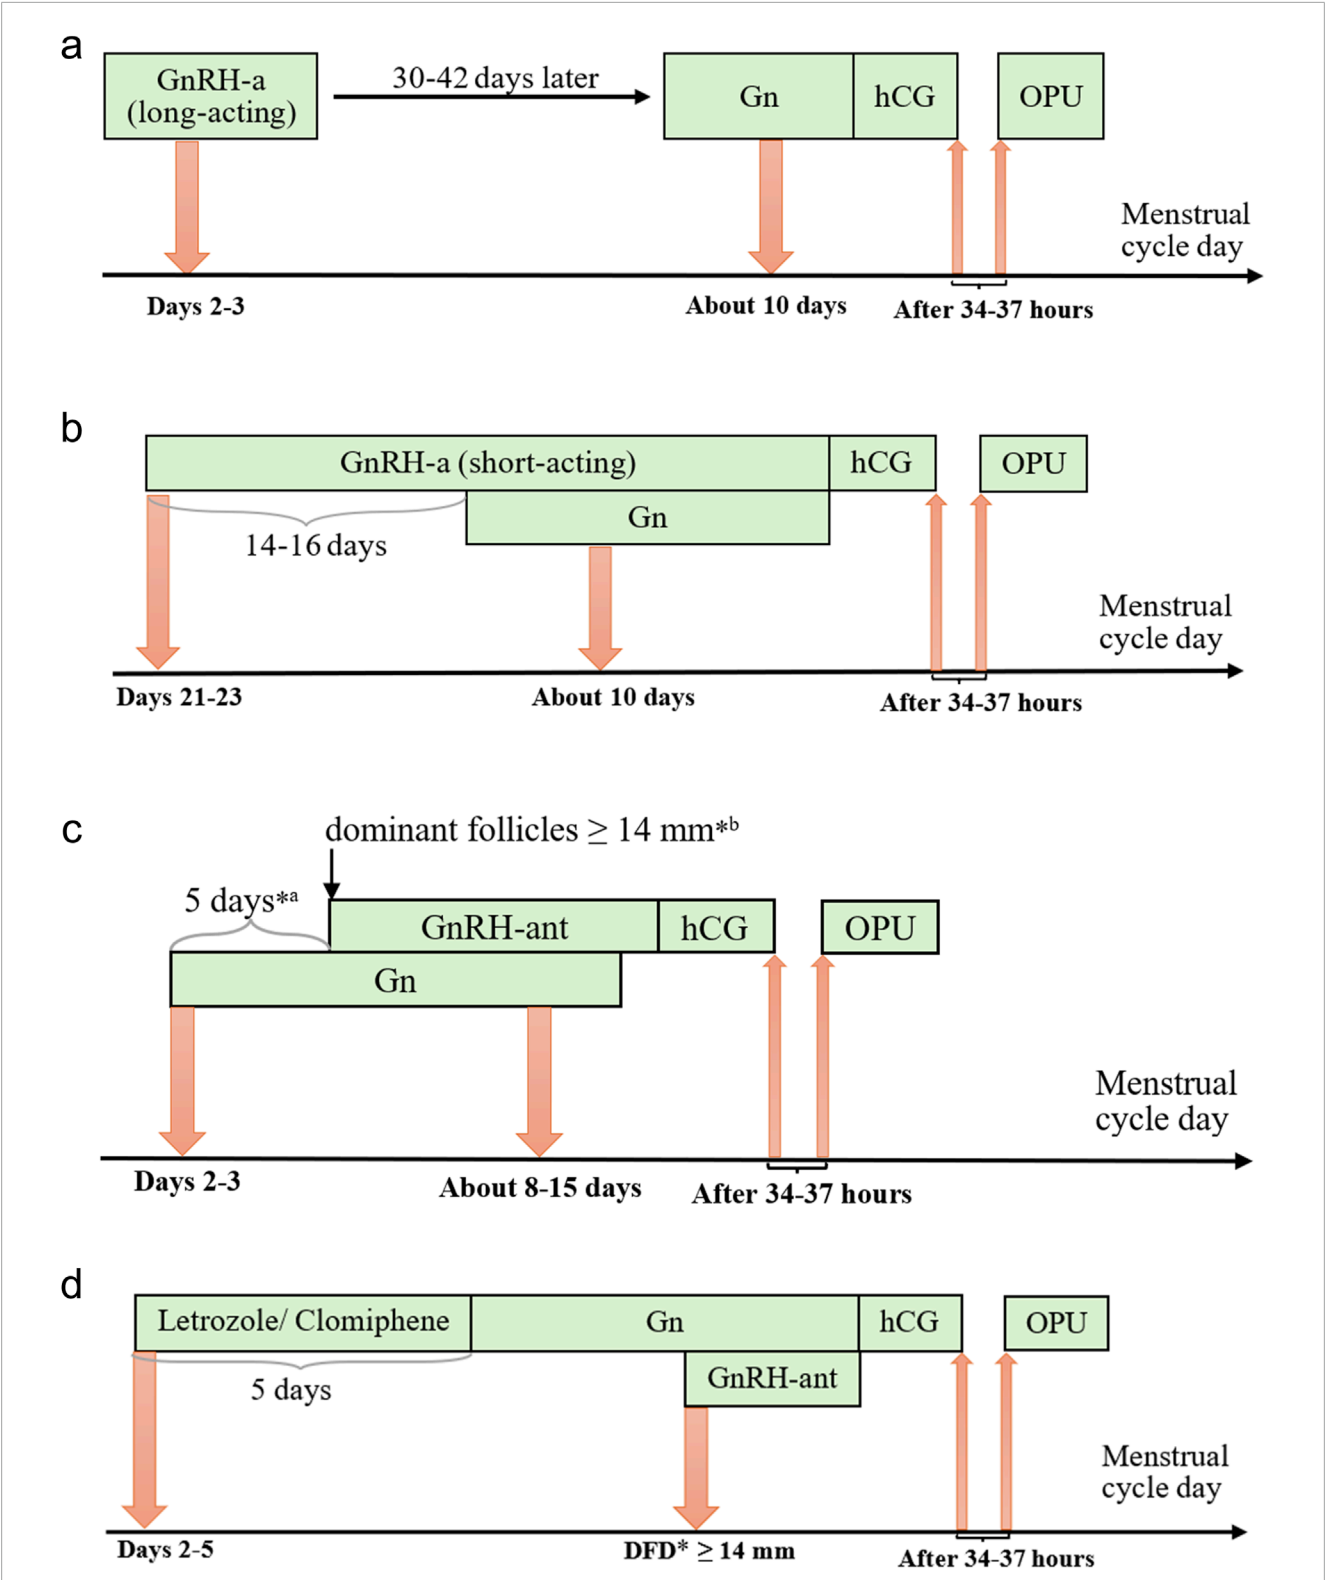 a
GnRH-a
(long-acting)
30-42 days later
Gn
hCG
OPU
Menstrual
cycle day
Days 2-3
About 10 days
After 34-37 hours
b
GnRH-a (short-acting)
hCG
OPU
Gn
14-16 days
Menstrual
cycle day
Days 21-23
About 10 days
After 34-37 hours
c
dominant follicles ≥ 14 mm*b
5 days*a
GnRH-ant
hCG
OPU
Gn
Menstrual
cycle day
Days 2-3
About 8-15 days
After 34-37 hours
d
Letrozole/ Clomiphene
Gn
hCG
OPU
GnRH-ant
5 days
Menstrual
cycle day
Days 2-5
DFD* ≥ 14 mm
After 34-37 hours